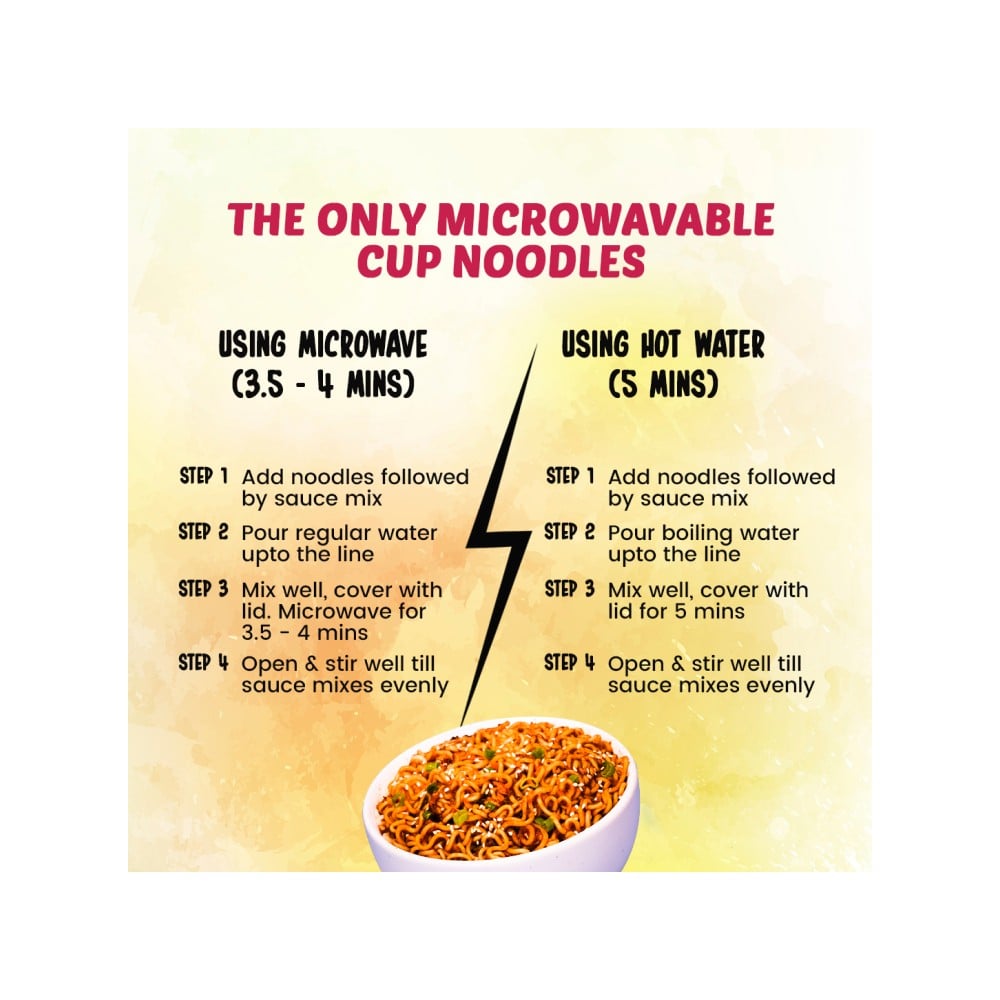 THE ONLY MICROWAVABLE
CUP NOODLES
USING MICROWAVE
(3.5 - 4 MINS)
STEP 1 Add noodles followed
by sauce mix
STEP 2 Pour regular water
upto the line
STEP 3 Mix well, cover with
lid. Microwave for
3.5 - 4 mins
STEP 4 Open & stir well till
sauce mixes evenly
USING HOT WATER
(5 MINS)
STEP 1 Add noodles followed
by sauce mix
STEP 2 Pour boiling water
upto the line
STEP 3 Mix well, cover with
lid for 5 mins
STEP 4 Open & stir well till
sauce mixes evenly